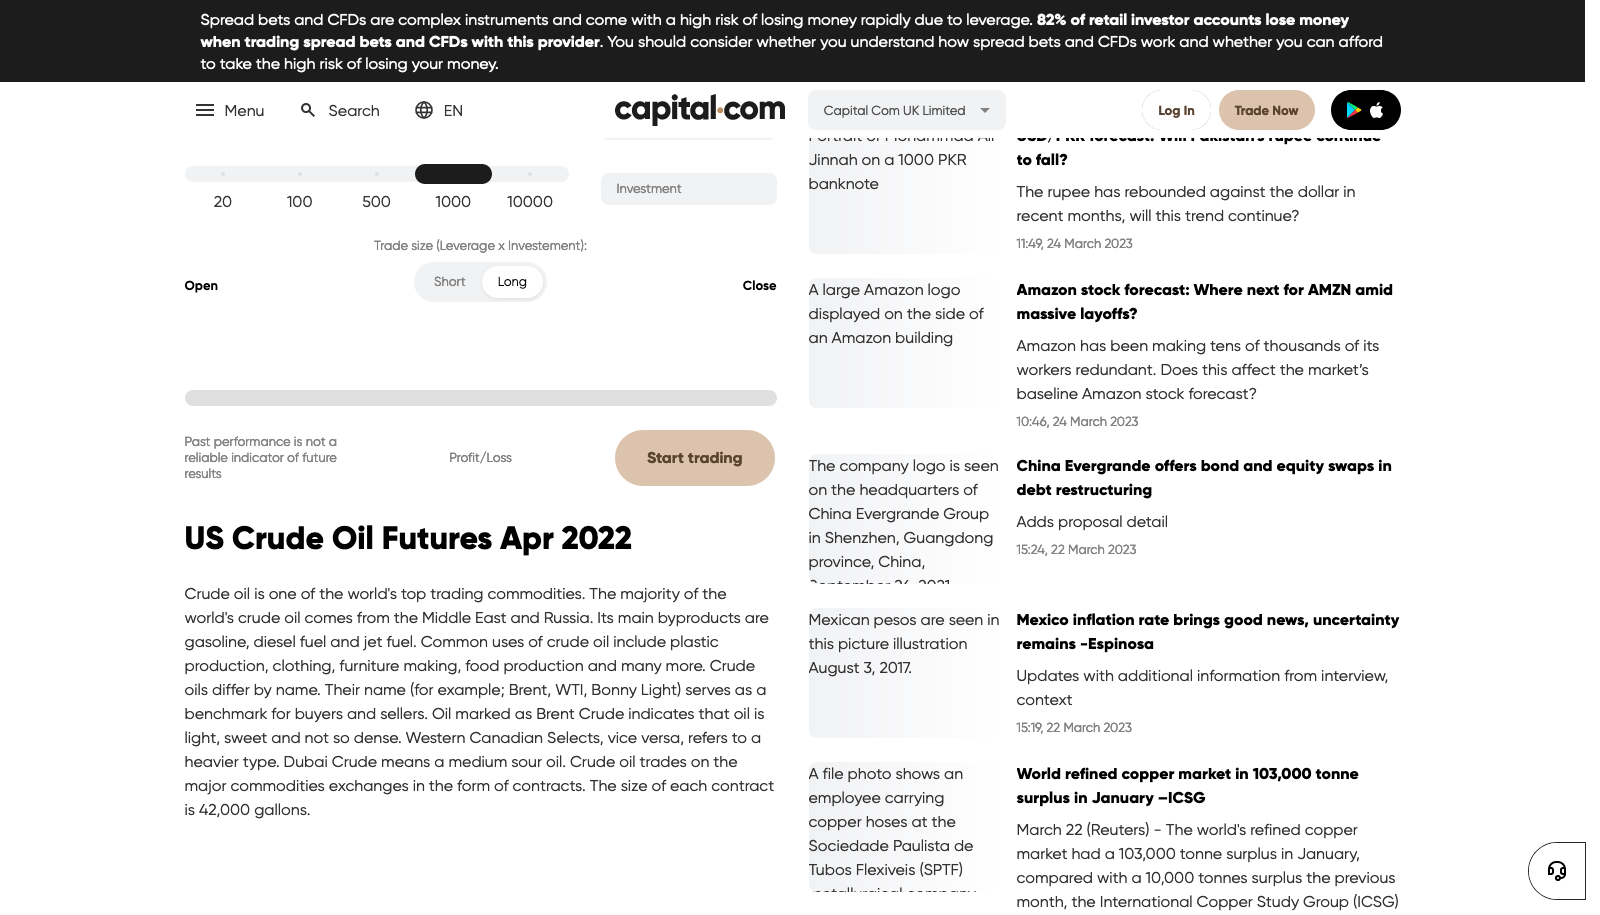 Spread bets and CFDs are complex instruments and come with a high risk of losing money rapidly due to leverage. 82% of retail investor accounts lose money
when trading spread bets and CFDs with this provider. You should consider whether you understand how spread bets and CFDs work and whether you can afford
to take the high risk of losing your money.
Menu
Search
EN
capital.com
Capital Com UK Limited
Log In
Trade Now
20
100
500
1000
10000
Investment
Trade size (Leverage x Investement):
Open
Short
Long
Close
Past performance is not a
reliable indicator of future
results
Profit/Loss
Start trading
US Crude Oil Futures Apr 2022
Crude oil is one of the world's top trading commodities. The majority of the
world's crude oil comes from the Middle East and Russia. Its main byproducts are
gasoline, diesel fuel and jet fuel. Common uses of crude oil include plastic
production, clothing, furniture making, food production and many more. Crude
oils differ by name. Their name (for example; Brent, WTI, Bonny Light) serves as a
benchmark for buyers and sellers. Oil marked as Brent Crude indicates that oil is
light, sweet and not so dense. Western Canadian Selects, vice versa, refers to a
heavier type. Dubai Crude means a medium sour oil. Crude oil trades on the
major commodities exchanges in the form of contracts. The size of each contract
is 42,000 gallons.
Portrait of Mohammad Ali
Jinnah on a 1000 PKR
banknote
USD/PKR forecast: Will Pakistan's rupee continue
to fall?
The rupee has rebounded against the dollar in
recent months, will this trend continue?
11:49, 24 March 2023
A large Amazon logo
displayed on the side of
an Amazon building
Amazon stock forecast: Where next for AMZN amid
massive layoffs?
Amazon has been making tens of thousands of its
workers redundant. Does this affect the market’s
baseline Amazon stock forecast?
10:46, 24 March 2023
The company logo is seen
on the headquarters of
China Evergrande Group
in Shenzhen, Guangdong
province, China,
September 26, 2021
China Evergrande offers bond and equity swaps in
debt restructuring
Adds proposal detail
15:24, 22 March 2023
Mexican pesos are seen in
this picture illustration
August 3, 2017.
Mexico inflation rate brings good news, uncertainty
remains -Espinosa
Updates with additional information from interview,
context
15:19, 22 March 2023
A file photo shows an
employee carrying
copper hoses at the
Sociedade Paulista de
Tubos Flexiveis (SPTF)
metallurgical company
World refined copper market in 103,000 tonne
surplus in January –ICSG
March 22 (Reuters) - The world's refined copper
market had a 103,000 tonne surplus in January,
compared with a 10,000 tonnes surplus the previous
month, the International Copper Study Group (ICSG)